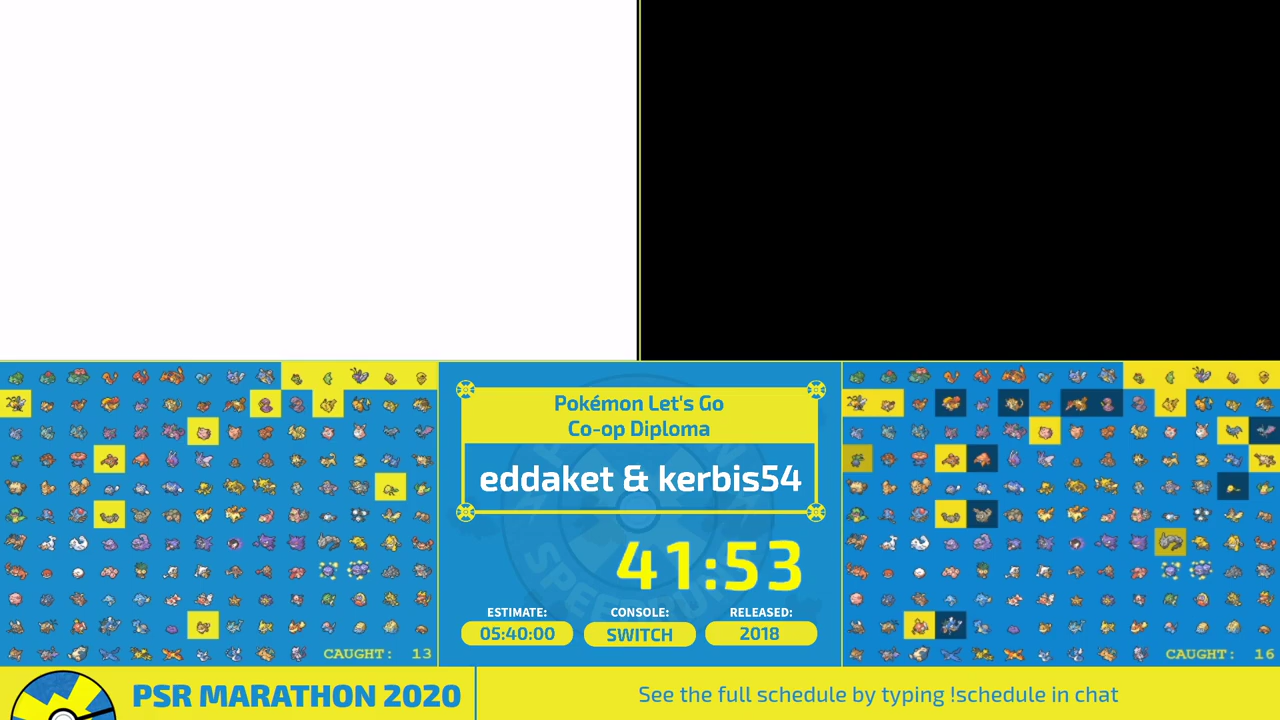 Pokémon Let's Go
Co-op Diploma
eddaket & kerbis54
41:53
ESTIMATE: CONSOLE: RELEASED:
05:40:00 SWITCH 2018
CAUGHT: 13
CAUGHT: 16
PSR MARATHON 2020
See the full schedule by typing !schedule in chat